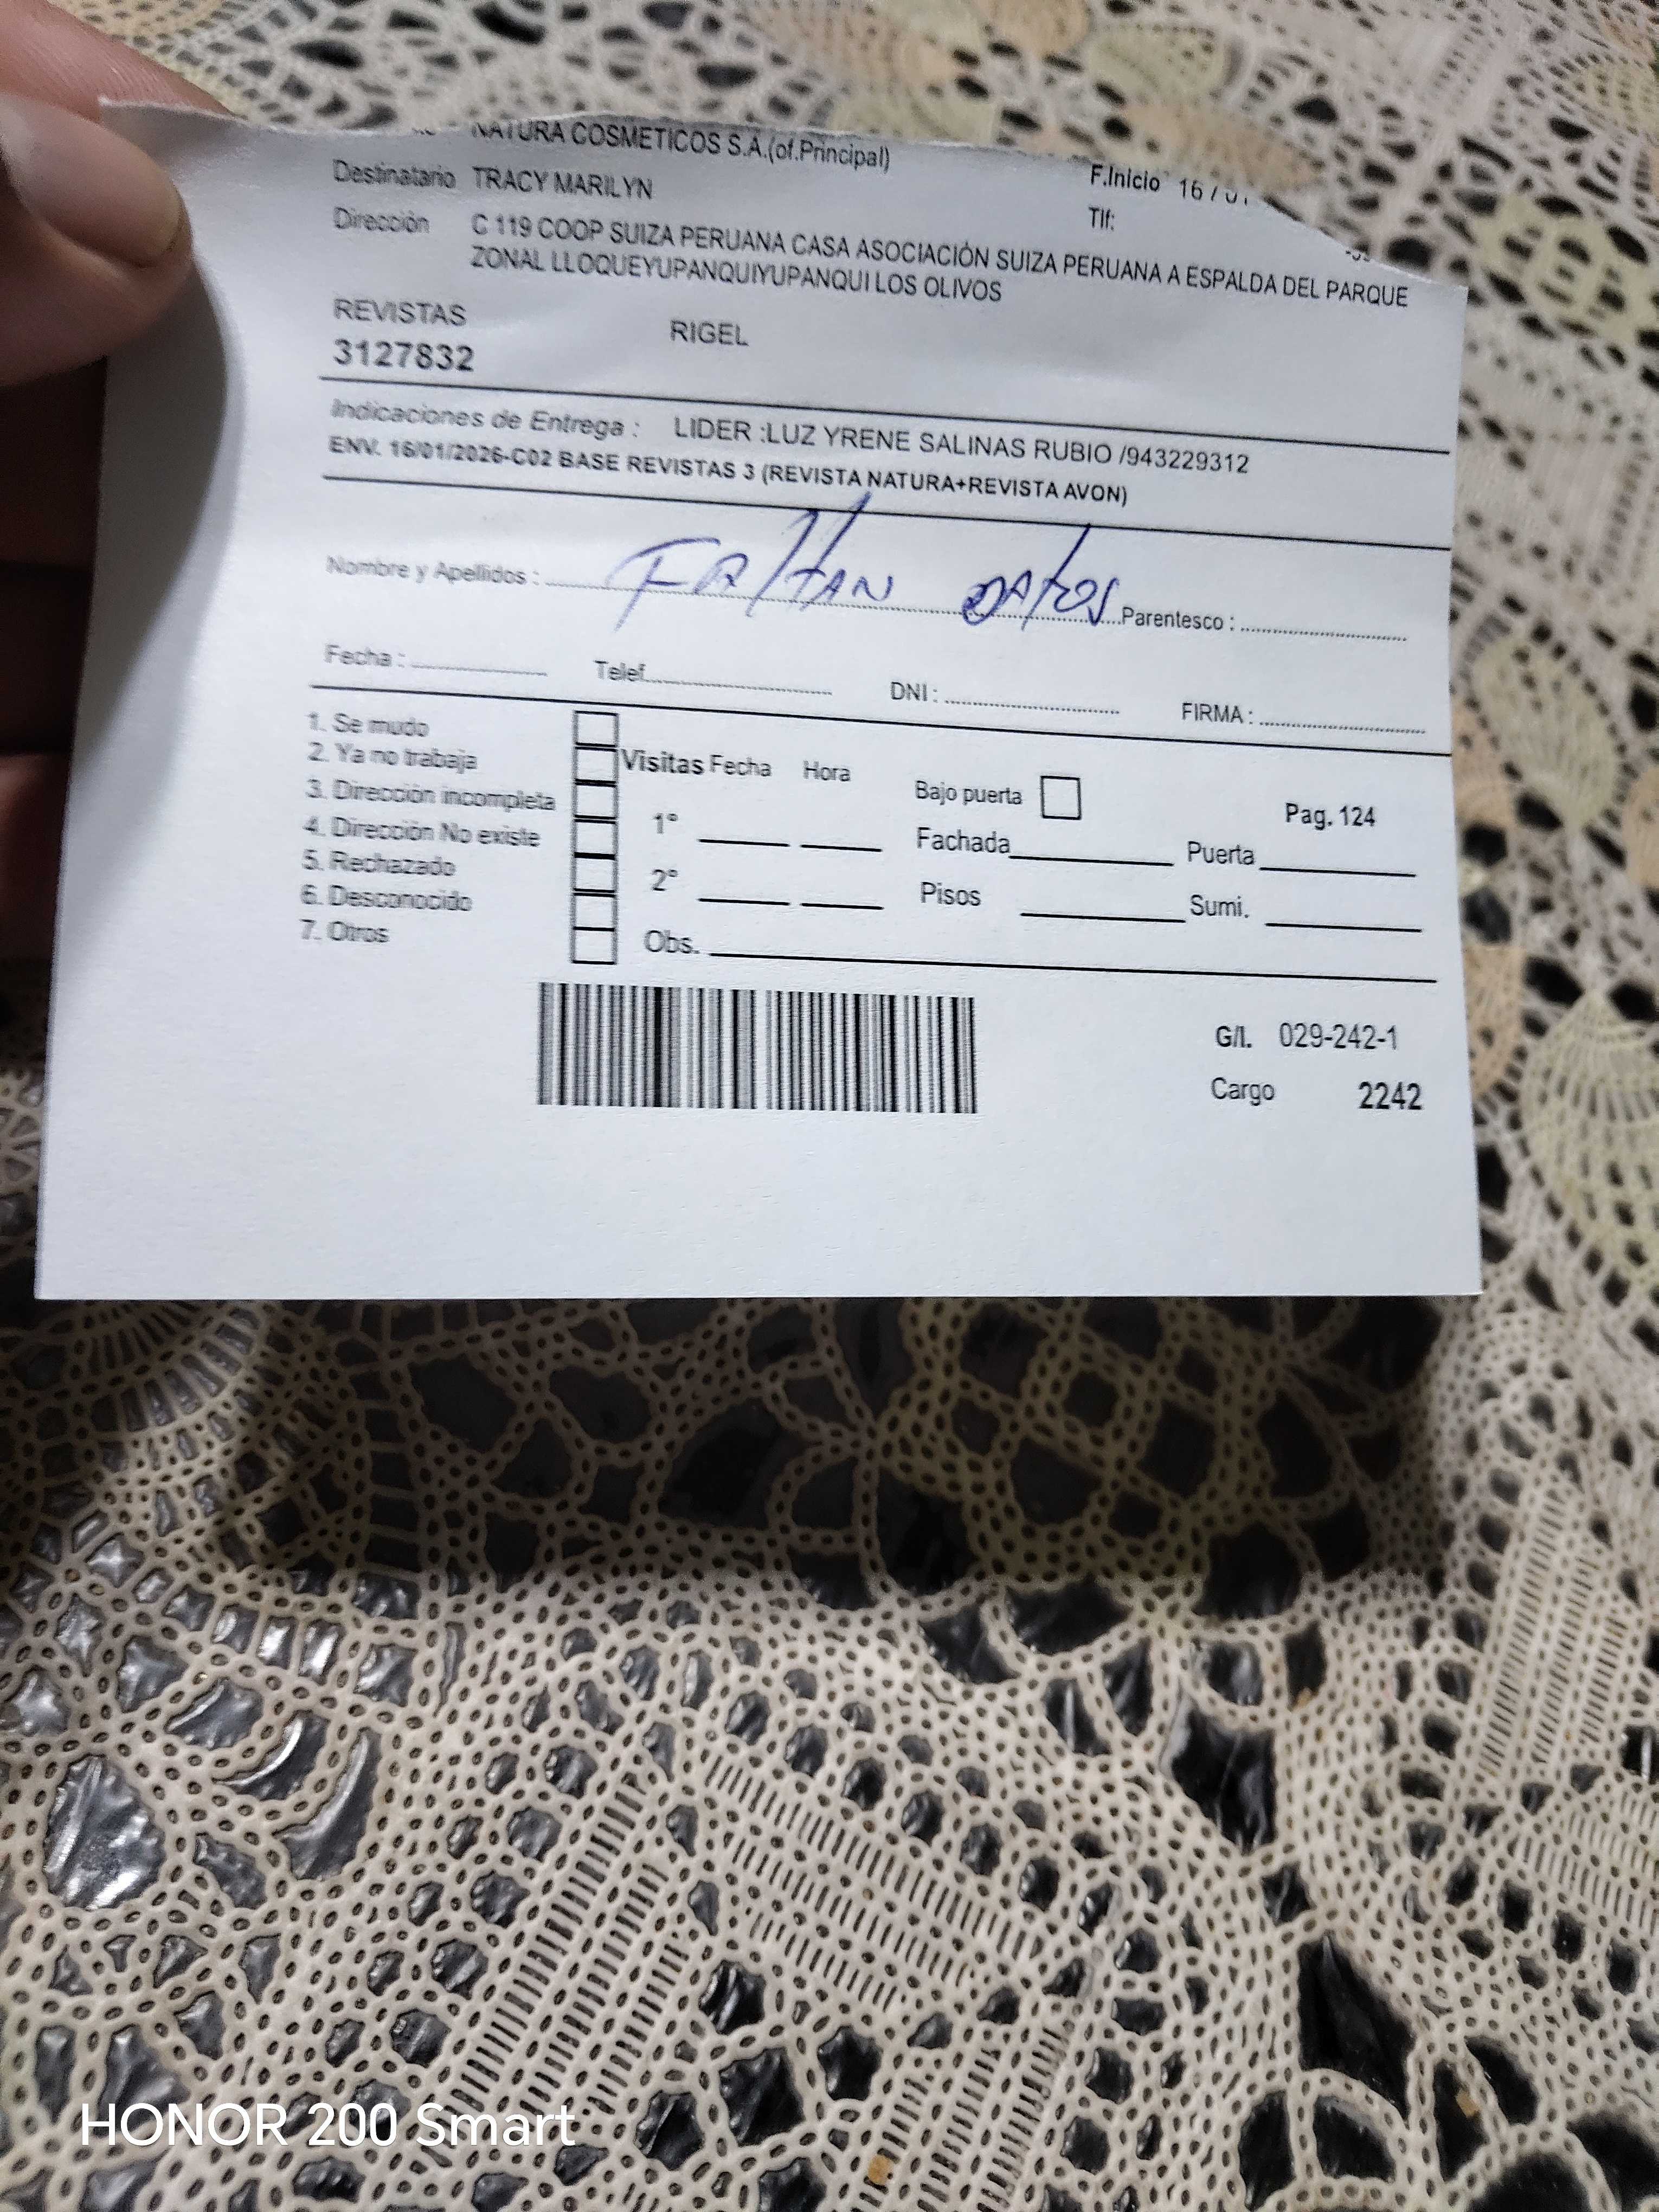 NATURA COSMETICOS S.A.(of.Principal)
F.Inicio 16 / 01
Destinatario TRACY MARILYN
Tlf:
Dirección C 119 COOP SUIZA PERUANA CASA ASOCIACIÓN SUIZA PERUANA A ESPALDA DEL PARQUE
ZONAL LLOQUEYUPANQUIYUPANQUI LOS OLIVOS
REVISTAS RIGEL
3127832
Indicaciones de Entrega : LIDER :LUZ YRENE SALINAS RUBIO /943229312
ENV. 16/01/2026-C02 BASE REVISTAS 3 (REVISTA NATURA+REVISTA AVON)
Nombre y Apellidos : FALTAN DATOS Parentesco :
Fecha : Telef. DNI : FIRMA :
1. Se mudo
2. Ya no trabaja
3. Dirección incompleta
4. Dirección No existe
5. Rechazado
6. Desconocido
7. Otros
Visitas Fecha Hora
1°
2°
Obs.
Bajo puerta
Fachada
Pisos
Pag. 124
Puerta
Sumi.
G/I. 029-242-1
Cargo 2242
HONOR 200 Smart